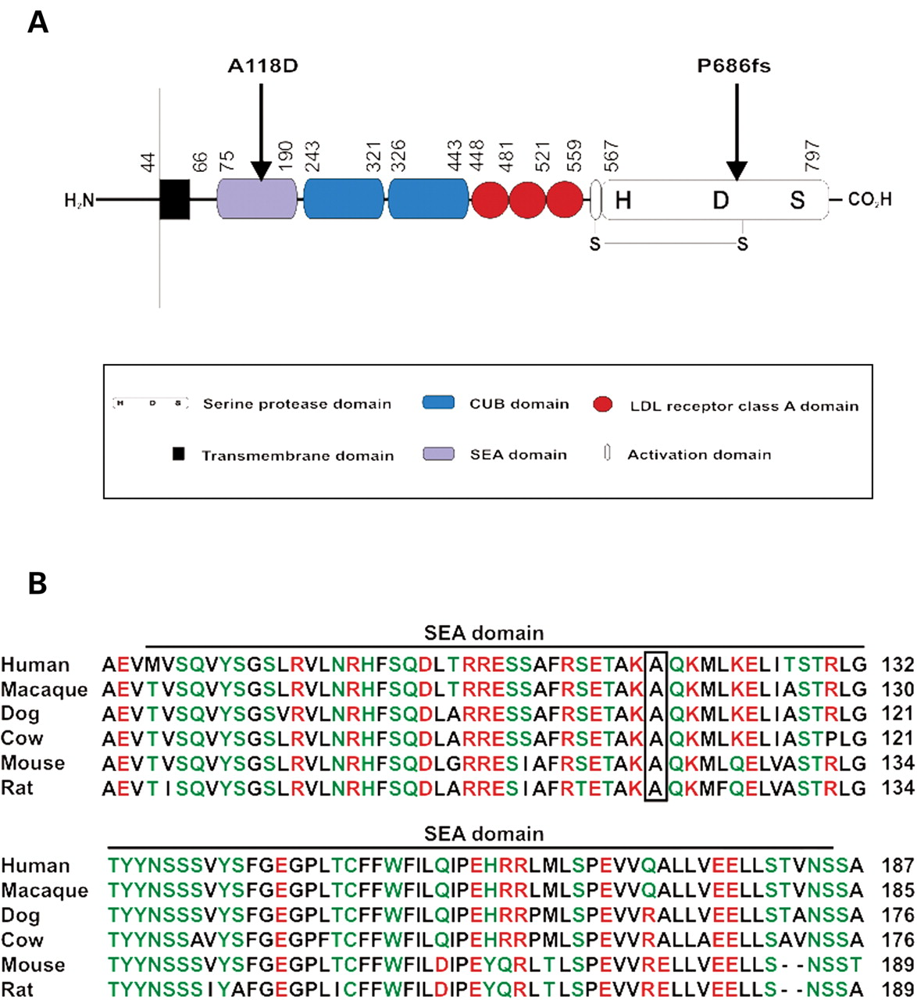 A
A118D P686fs
44 66 75 190 243 321 326 443 448 481 521 559 567 797
H₂N H D S CO₂H
S S
H D S Serine protease domain CUB domain LDL receptor class A domain
Transmembrane domain SEA domain Activation domain
B
SEA domain
Human AEVMVSQVYSGSLRVLNRHFSQDLTRRESSAFRSETAKAQKMLKELITSTRLG 132
Macaque AEVTVSQVYSGSLRVLNRHFSQDLTRRESSAFRSETAKAQKMLKELIASTRLG 130
Dog AEVTVSQVYSGSVRVLNRHFSQDLARRESSAFRSETAKAQKMLKELIASTRLG 121
Cow AEVTVSQVYSGSLRVLNRHFSQDLARRESSAFRSETAKAQKMLKELIASTPLG 121
Mouse AEVTVSQVYSGSLRVLNRHFSQDLGRRESIAFRSETAKAQKMLQELVASTRLG 134
Rat AEVTISQVYSGSLRVLNRHFSQDLARRESIAFRTETAKAQKMFQELVASTRLG 134
SEA domain
Human TYYNSSSVYSFGEGPLTCFFWFILQIPEHRRLMLSPEVVQALLVEELLSTVNSSA 187
Macaque TYYNSSSVYSFGEGPLTCFFWFILQIPEHRRLMLSPEVVQALLVEELLSTVNSSA 185
Dog TYYNSSSVYSFGEGPLTCFFWFILQIPEHRRPMLSPEVVRALLVEELLSTANSSA 176
Cow TYYNSSAVYSFGEGPFTCFFWFILQIPEHRRPMLSPEVVRALLAEELLSAVNSSA 176
Mouse TYYNSSSVYSFGEGPLTCFFWFILDIPEYQRLTLSPEVVRELLVEELLS--NSST 189
Rat TYYNSSSIYAFGEGPLICFFWFILDIPEYQRLTLSPEVVRELLVEELLS--NSSA 189